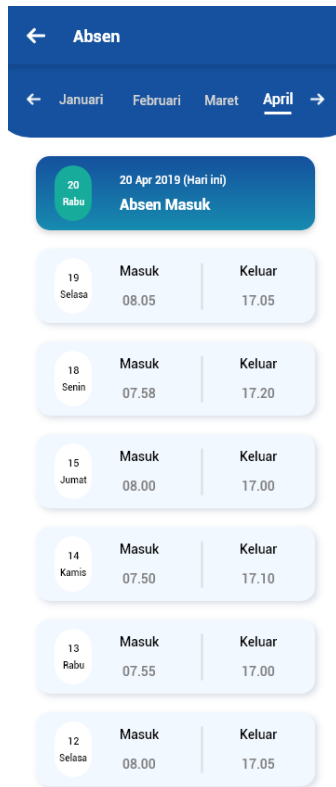 Absen
Januari Februari Maret April
20 Rabu
20 Apr 2019 (Hari ini)
Absen Masuk
19 Selasa
Masuk Keluar
08.05 17.05
18 Senin
Masuk Keluar
07.58 17.20
15 Jumat
Masuk Keluar
08.00 17.00
14 Kamis
Masuk Keluar
07.50 17.10
13 Rabu
Masuk Keluar
07.55 17.00
12 Selasa
Masuk Keluar
08.00 17.05